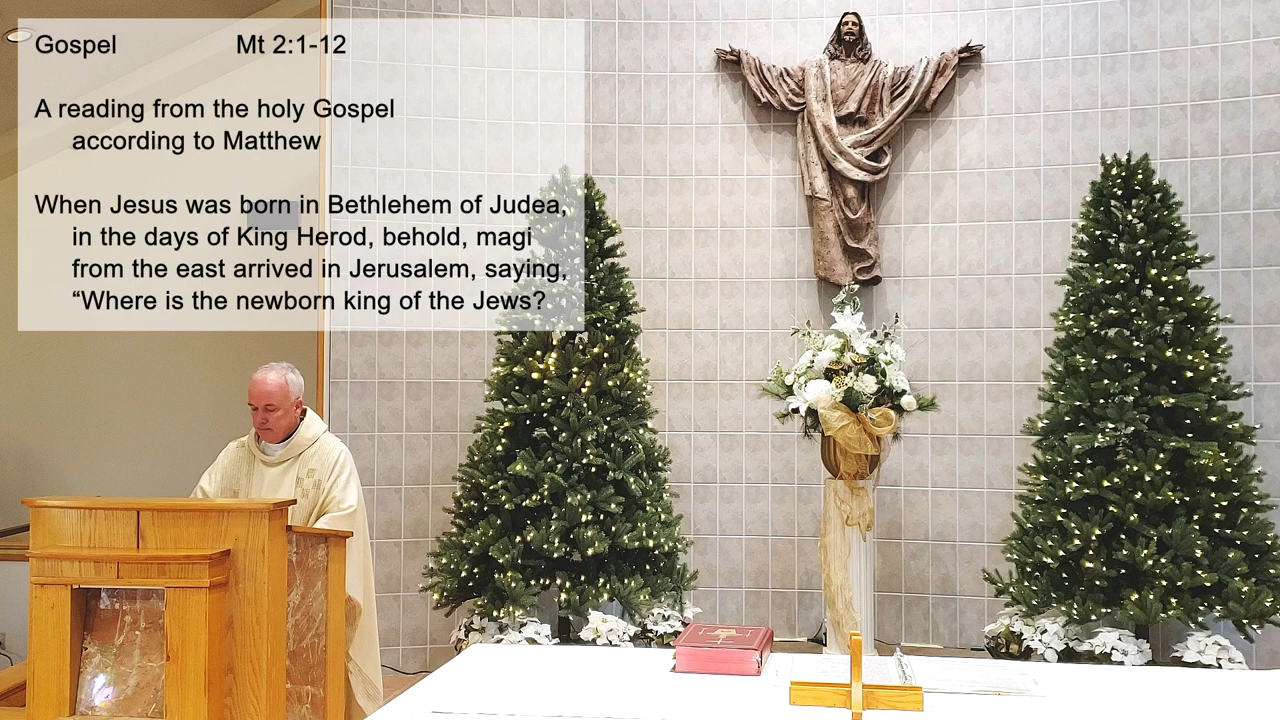 Gospel Mt 2:1-12
A reading from the holy Gospel
according to Matthew
When Jesus was born in Bethlehem of Judea,
in the days of King Herod, behold, magi
from the east arrived in Jerusalem, saying,
“Where is the newborn king of the Jews?